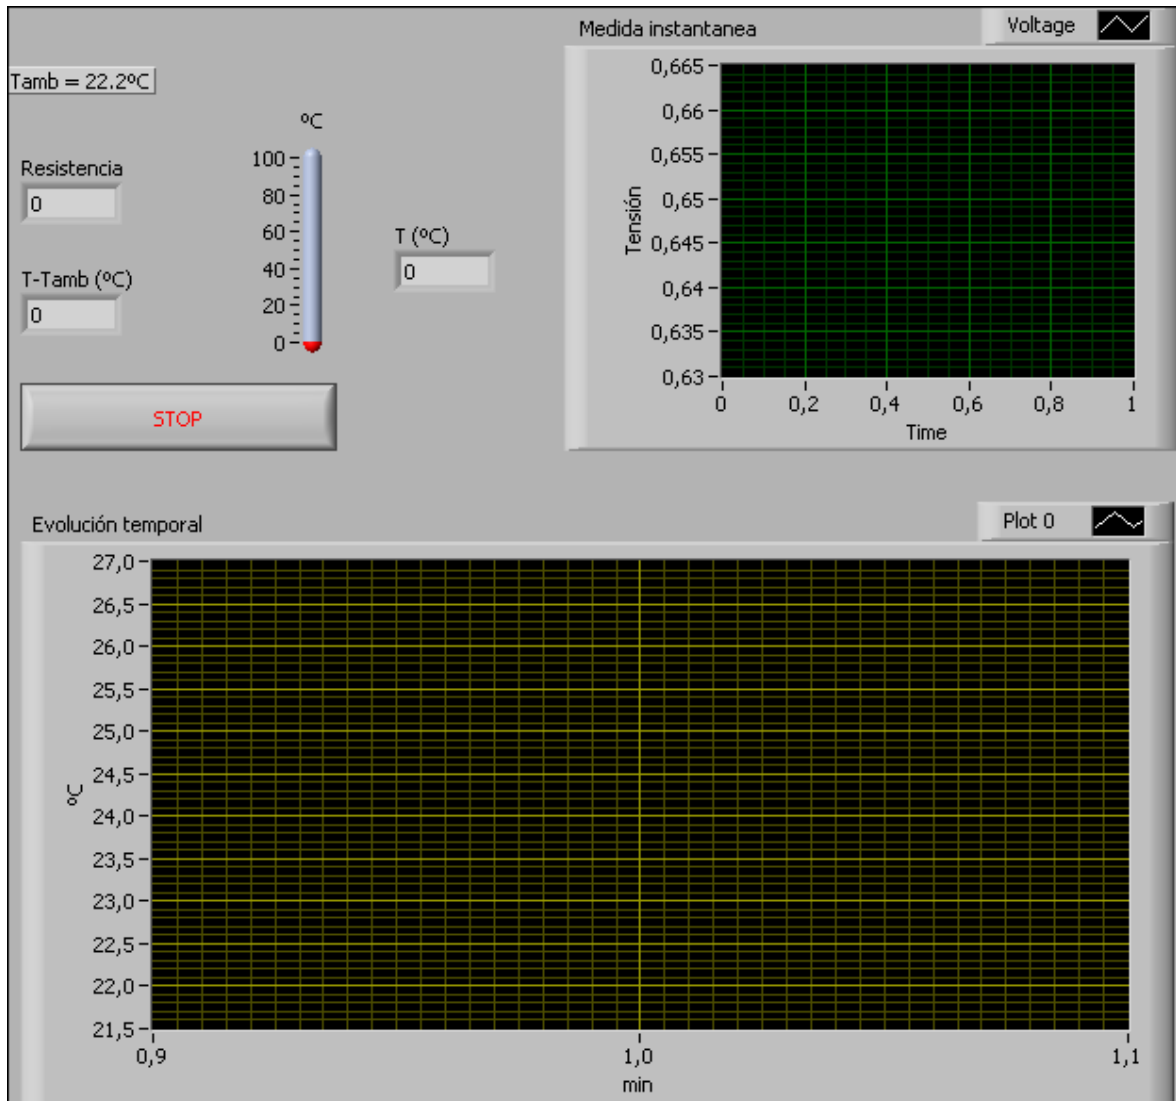 Tamb = 22.2ºC
Resistencia
0
T-Tamb (ºC)
0
ºC
100
80
60
40
20
0
T (ºC)
0
STOP
Medida instantanea
Voltage
Tensión
0,665
0,66
0,655
0,65
0,645
0,64
0,635
0,63
0 0,2 0,4 0,6 0,8 1
Time
Evolución temporal
Plot 0
ºC
27,0
26,5
26,0
25,5
25,0
24,5
24,0
23,5
23,0
22,5
22,0
21,5
0,9 1,0 1,1
min